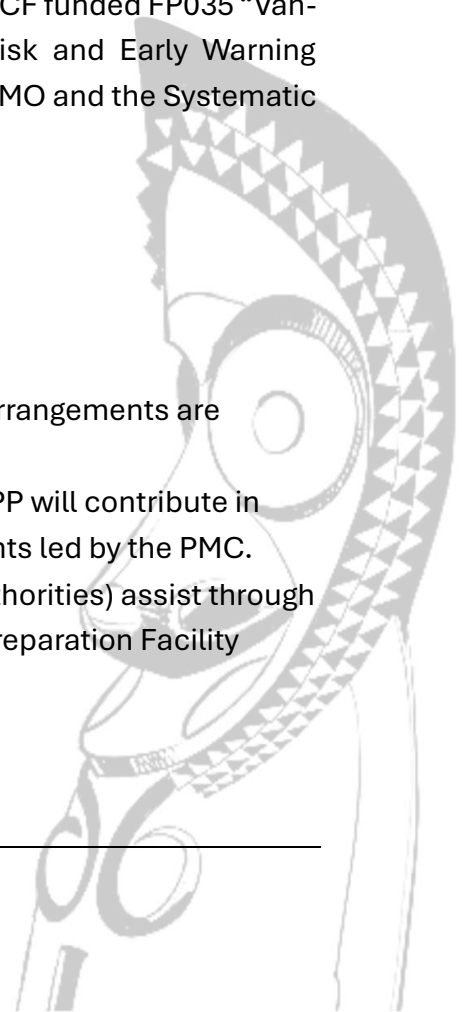 CF funded FP035 “Van-
isk and Early Warning
MO and the Systematic
rrangements are
PP will contribute in
nts led by the PMC.
thorities) assist through
reparation Facility